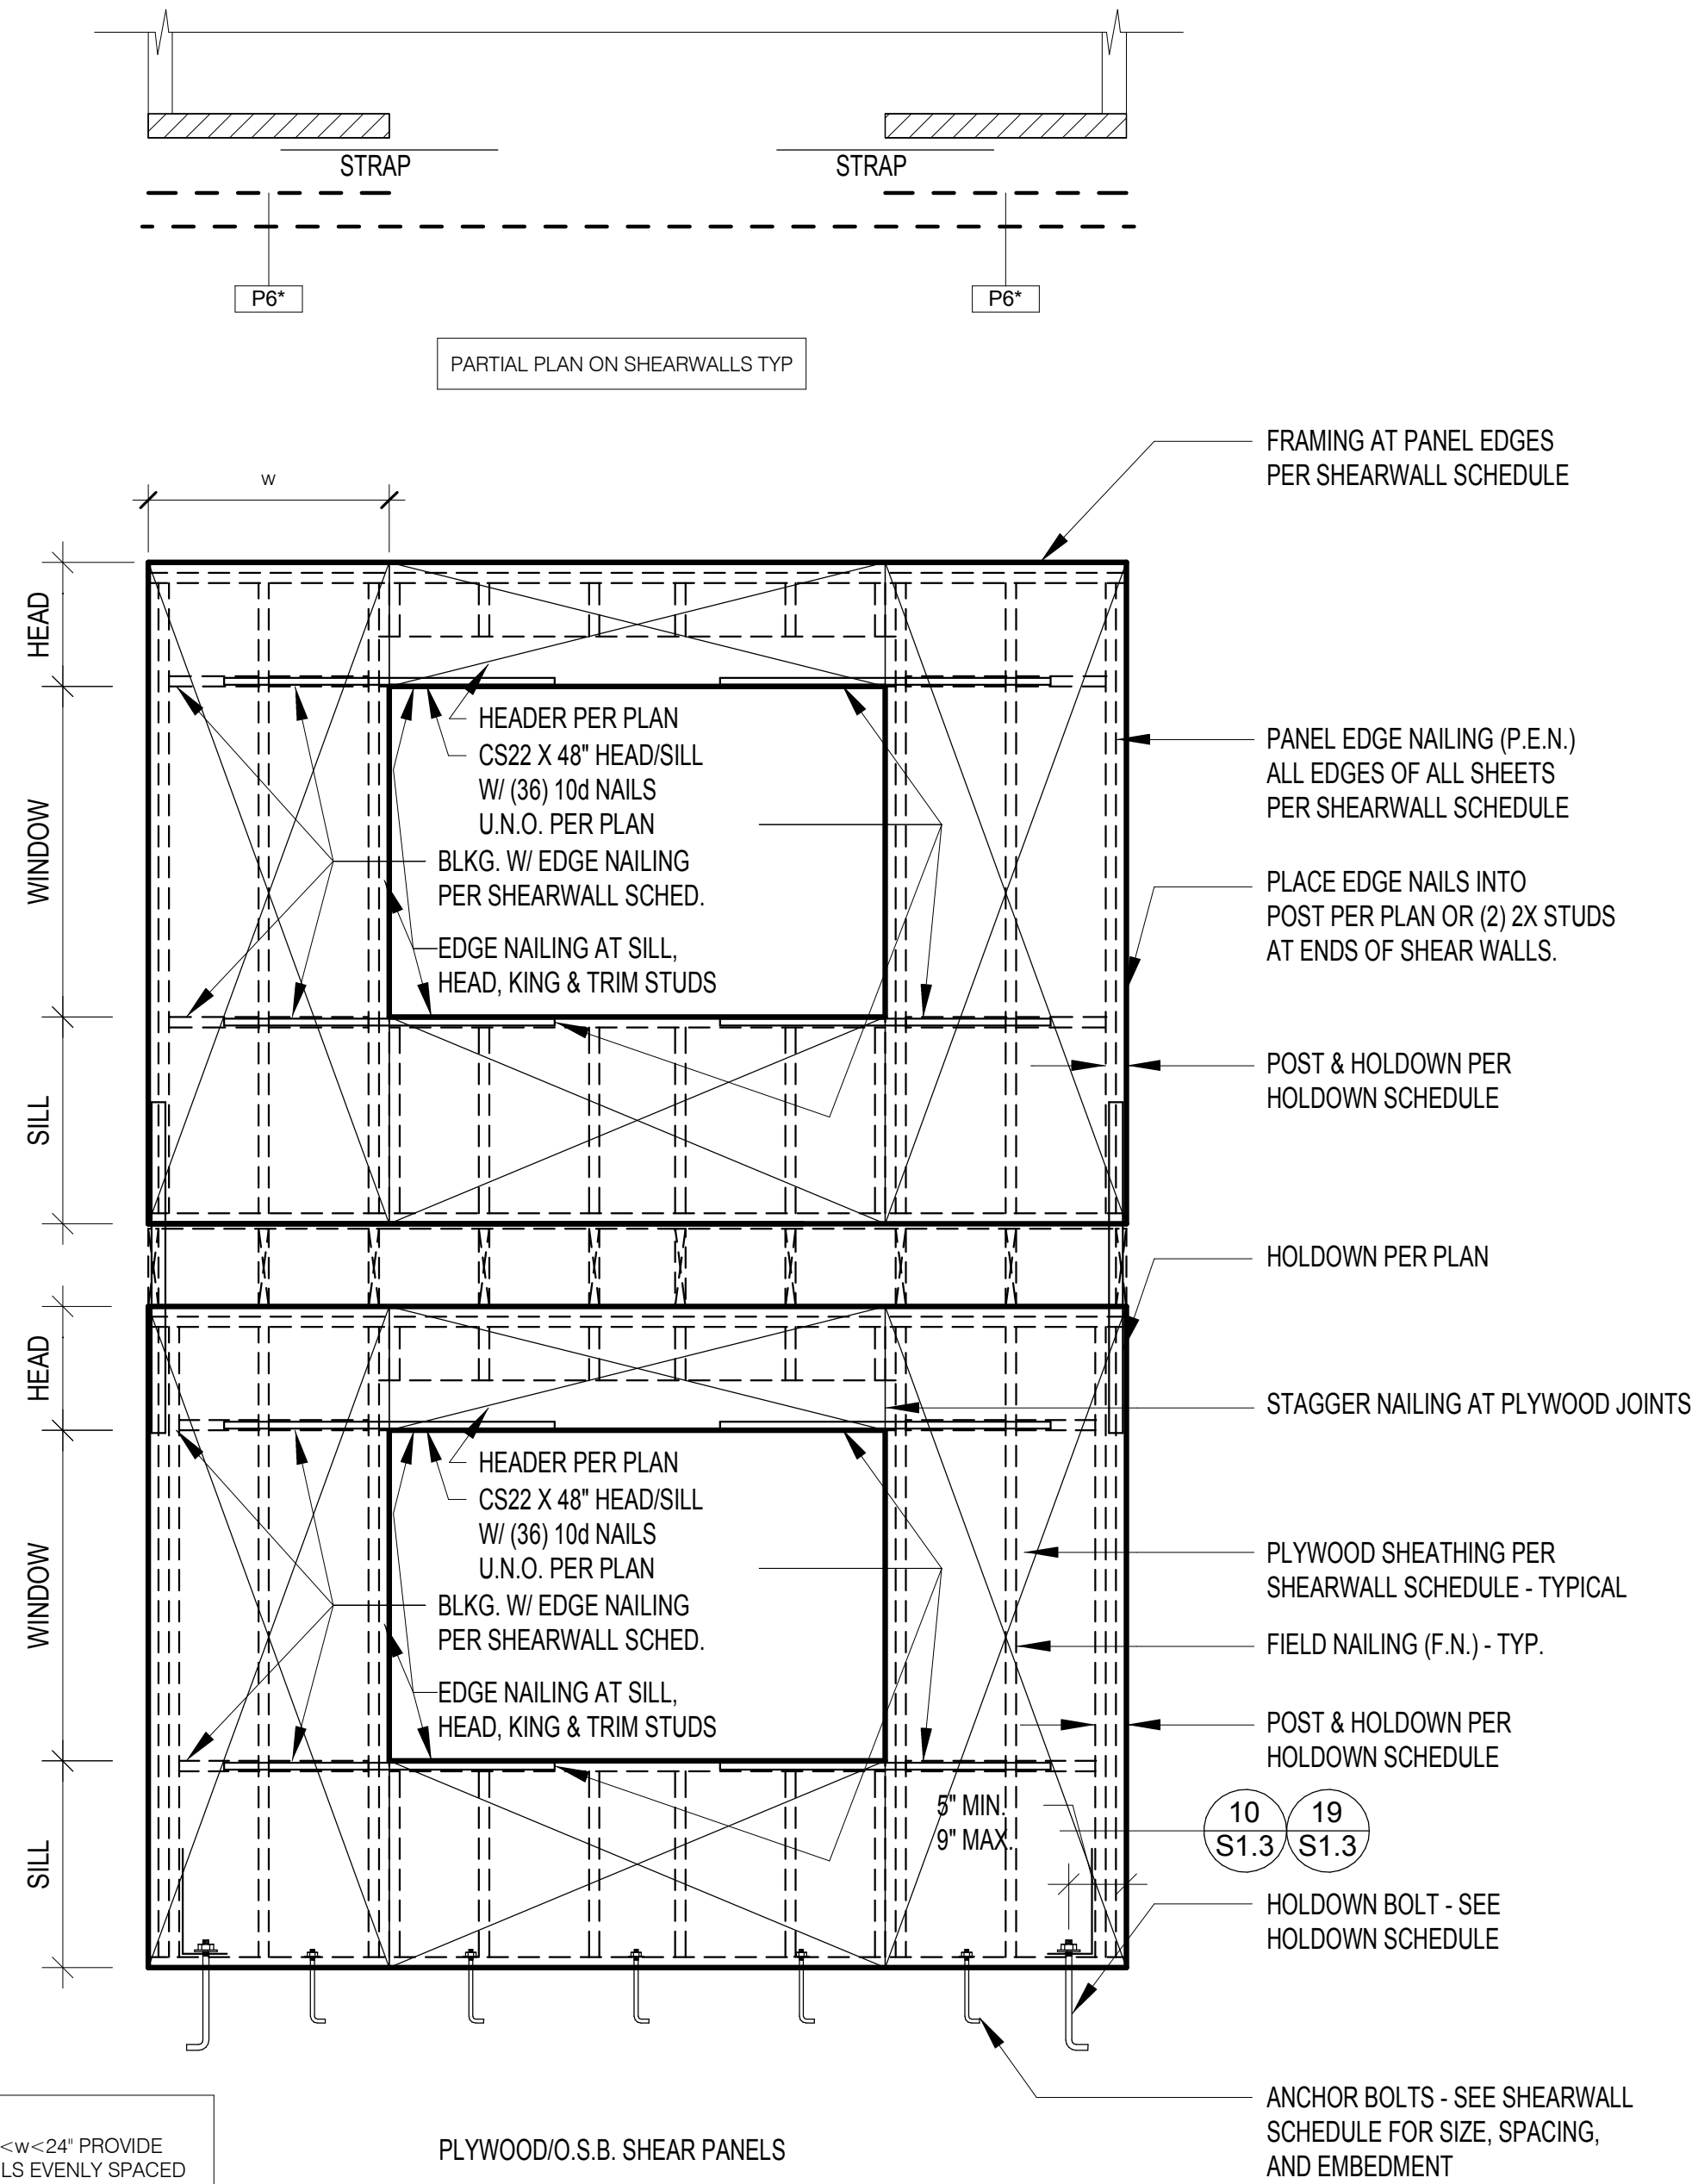 STRAP
STRAP
P6*
P6*
PARTIAL PLAN ON SHEARWALLS TYP
FRAMING AT PANEL EDGES
PER SHEARWALL SCHEDULE
w
HEAD
WINDOW
SILL
HEADER PER PLAN
CS22 X 48" HEAD/SILL
W/ (36) 10d NAILS
U.N.O. PER PLAN
BLKG. W/ EDGE NAILING
PER SHEARWALL SCHED.
EDGE NAILING AT SILL,
HEAD, KING & TRIM STUDS
PANEL EDGE NAILING (P.E.N.)
ALL EDGES OF ALL SHEETS
PER SHEARWALL SCHEDULE
PLACE EDGE NAILS INTO
POST PER PLAN OR (2) 2X STUDS
AT ENDS OF SHEAR WALLS.
POST & HOLDOWN PER
HOLDOWN SCHEDULE
HOLDOWN PER PLAN
HEAD
WINDOW
SILL
HEADER PER PLAN
CS22 X 48" HEAD/SILL
W/ (36) 10d NAILS
U.N.O. PER PLAN
BLKG. W/ EDGE NAILING
PER SHEARWALL SCHED.
EDGE NAILING AT SILL,
HEAD, KING & TRIM STUDS
STAGGER NAILING AT PLYWOOD JOINTS
PLYWOOD SHEATHING PER
SHEARWALL SCHEDULE - TYPICAL
FIELD NAILING (F.N.) - TYP.
POST & HOLDOWN PER
HOLDOWN SCHEDULE
5" MIN.
9" MAX.
10
S1.3
19
S1.3
HOLDOWN BOLT - SEE
HOLDOWN SCHEDULE
ANCHOR BOLTS - SEE SHEARWALL
SCHEDULE FOR SIZE, SPACING,
AND EMBEDMENT
<w<24" PROVIDE
LS EVENLY SPACED
PLYWOOD/O.S.B. SHEAR PANELS